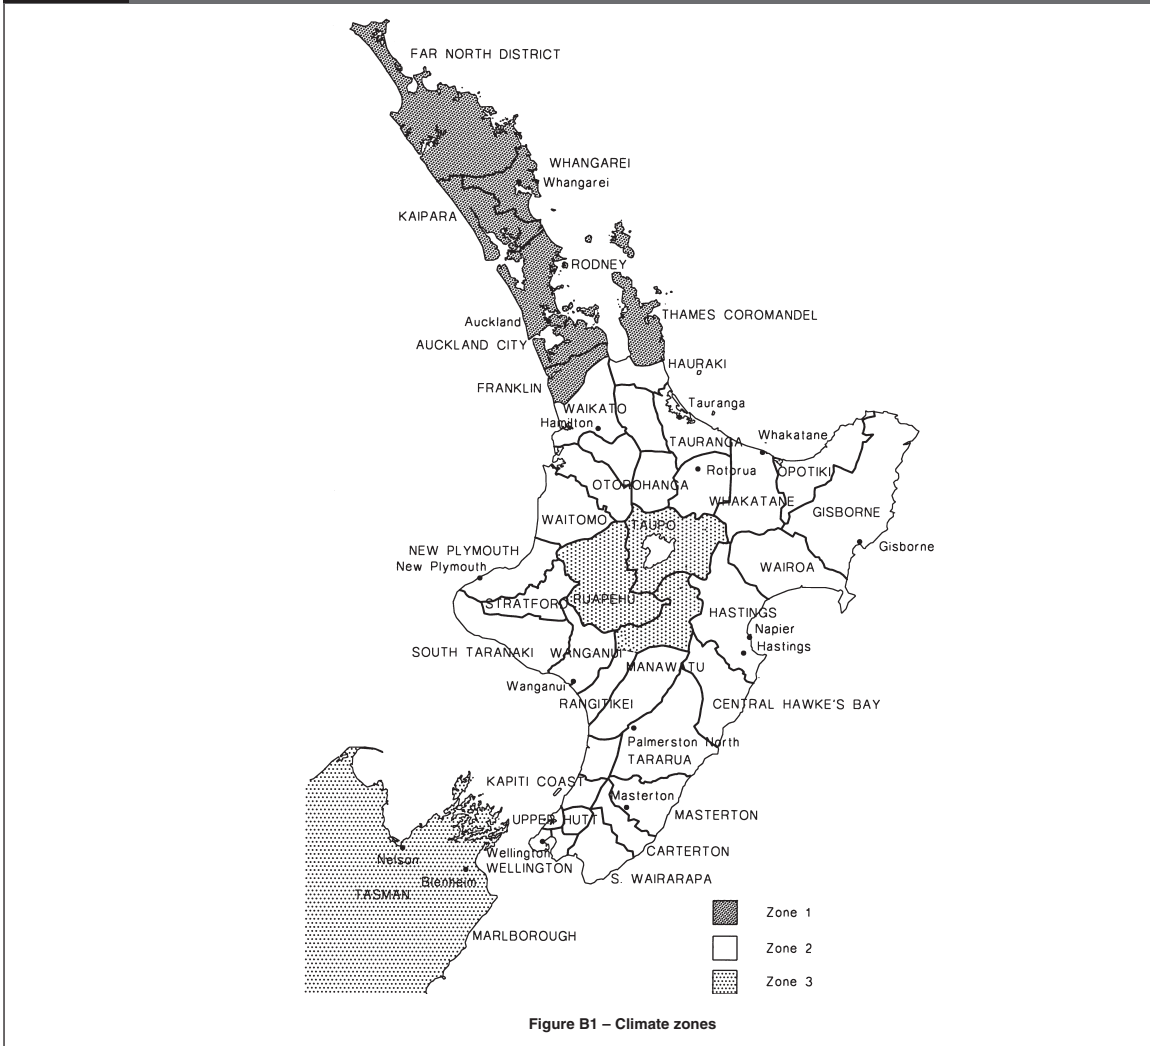 FAR NORTH DISTRICT
WHANGAREI
Whangarei
KAIPARA
RODNEY
THAMES COROMANDEL
Auckland
AUCKLAND CITY
HAURAKI
FRANKLIN
Tauranga
WAIKATO
Hamilton
Whakatane
TAURANGA
Rotorua
OPOTIKI
OTOROHANGA
WHAKATANE
GISBORNE
WAITOMO
TAUPO
Gisborne
NEW PLYMOUTH
New Plymouth
WAIROA
STRATFORD
RUAPEHU
HASTINGS
Napier
Hastings
SOUTH TARANAKI
WANGANUI
MANAWATU
Wanganui
RANGITIKEI
CENTRAL HAWKE'S BAY
Palmerston North
TARARUA
KAPITI COAST
Masterton
MASTERTON
UPPER HUTT
Wellington
CARTERTON
Nelson
WELLINGTON
S. WAIRARAPA
Blenheim
TASMAN
MARLBOROUGH
Zone 1
Zone 2
Zone 3
Figure B1 – Climate zones